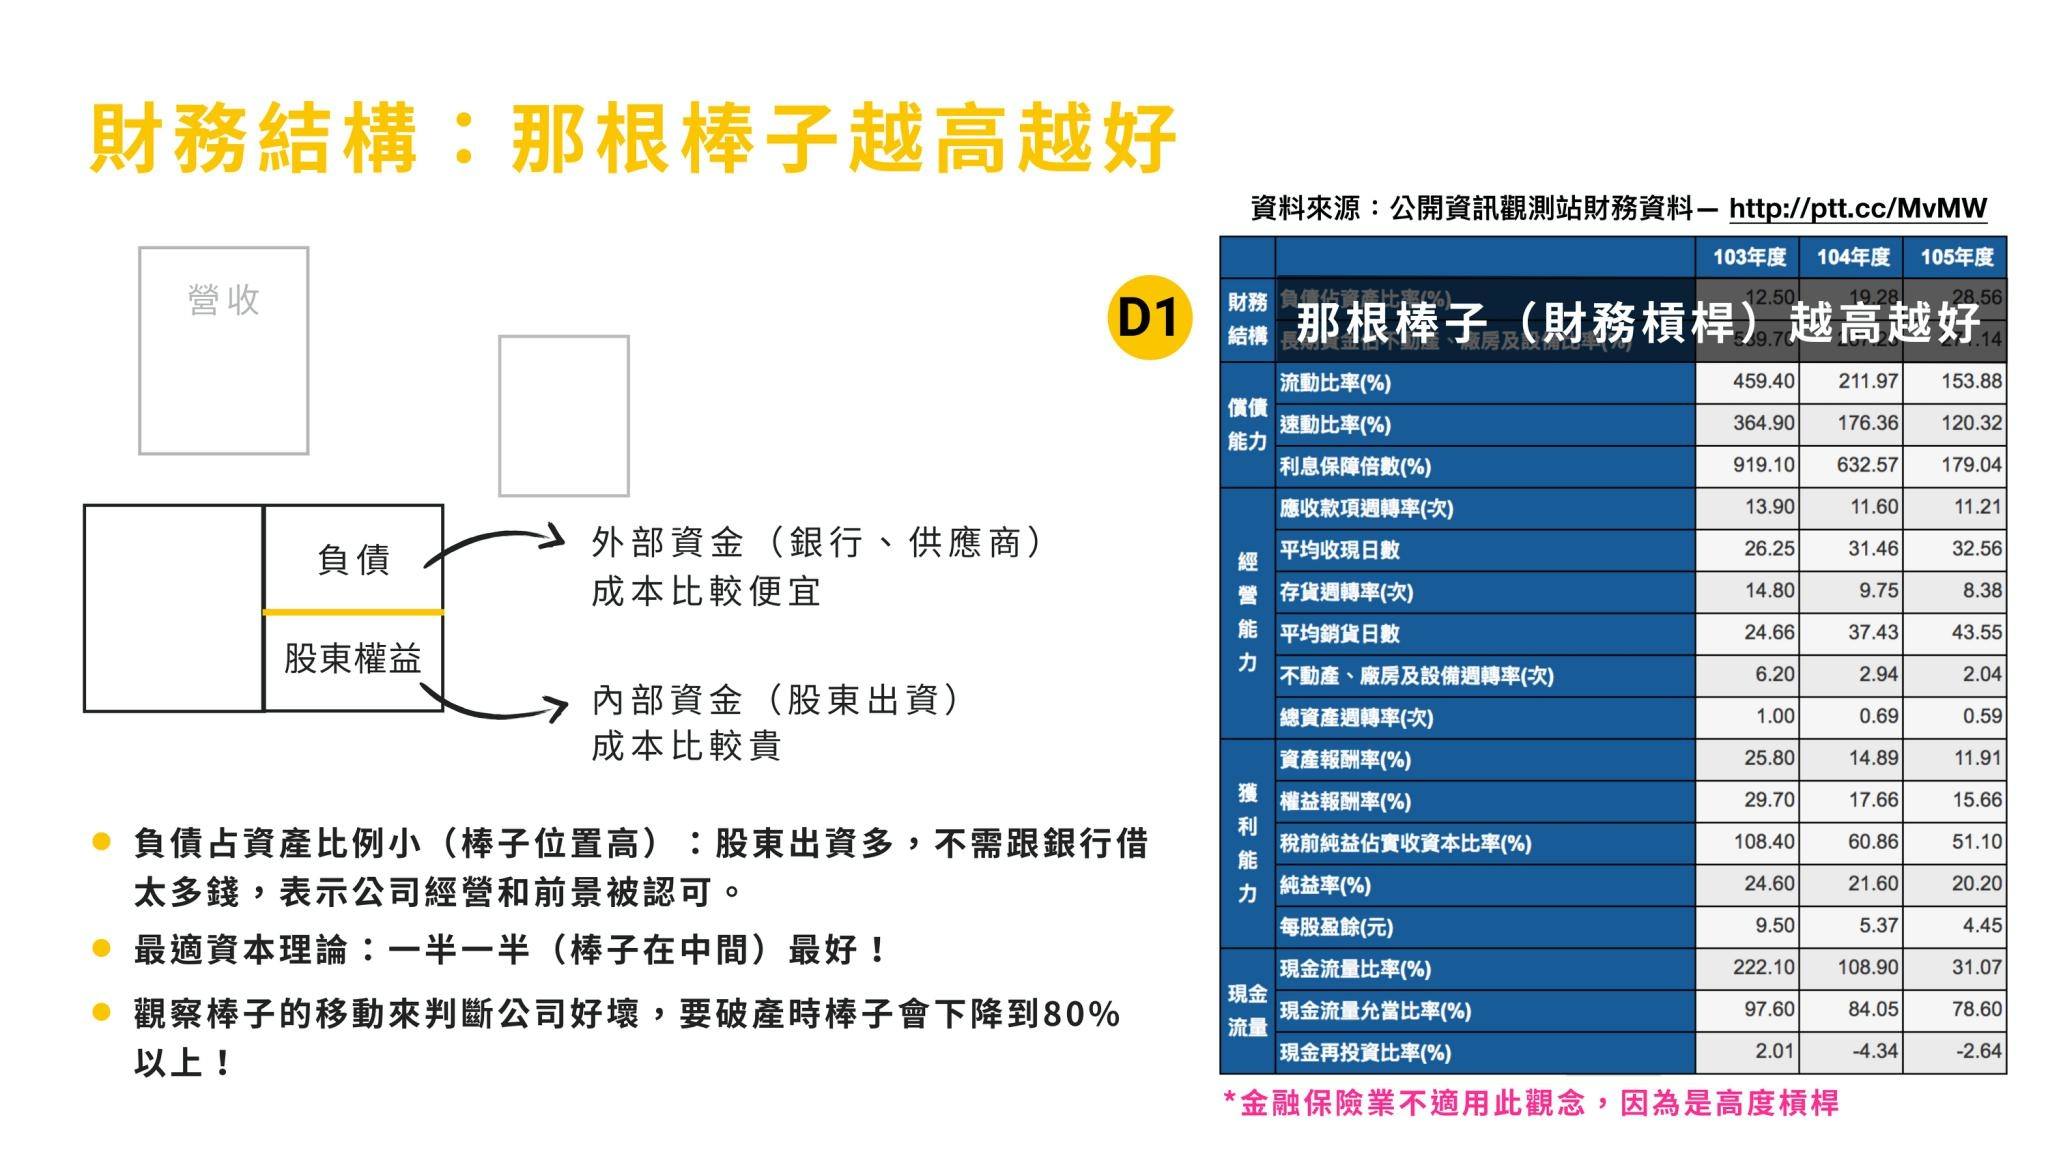 財務結構：那根棒子越高越好
營收
負債
股東權益
外部資金（銀行、供應商）
成本比較便宜
內部資金（股東出資）
成本比較貴
負債占資產比例小（棒子位置高）：股東出資多，不需跟銀行借
太多錢，表示公司經營和前景被認可。
最適資本理論：一半一半（棒子在中間）最好！
觀察棒子的移動來判斷公司好壞，要破產時棒子會下降到80%
以上！
資料來源：公開資訊觀測站財務資料— http://ptt.cc/MvMW
D1
103年度 104年度 105年度
財務
結構
負債佔資產比率(%) 12.50 19.28 28.56
那根棒子（財務槓桿）越高越好
長期資金佔不動產、廠房及設備比率(%)
償債
能力
流動比率(%) 459.40 211.97 153.88
速動比率(%) 364.90 176.36 120.32
利息保障倍數(%) 919.10 632.57 179.04
經營能力
應收款項週轉率(次) 13.90 11.60 11.21
平均收現日數 26.25 31.46 32.56
存貨週轉率(次) 14.80 9.75 8.38
平均銷貨日數 24.66 37.43 43.55
不動產、廠房及設備週轉率(次) 6.20 2.94 2.04
總資產週轉率(次) 1.00 0.69 0.59
獲利能力
資產報酬率(%) 25.80 14.89 11.91
權益報酬率(%) 29.70 17.66 15.66
稅前純益佔實收資本比率(%) 108.40 60.86 51.10
純益率(%) 24.60 21.60 20.20
每股盈餘(元) 9.50 5.37 4.45
現金
流量
現金流量比率(%) 222.10 108.90 31.07
現金流量允當比率(%) 97.60 84.05 78.60
現金再投資比率(%) 2.01 -4.34 -2.64
*金融保險業不適用此觀念，因為是高度槓桿